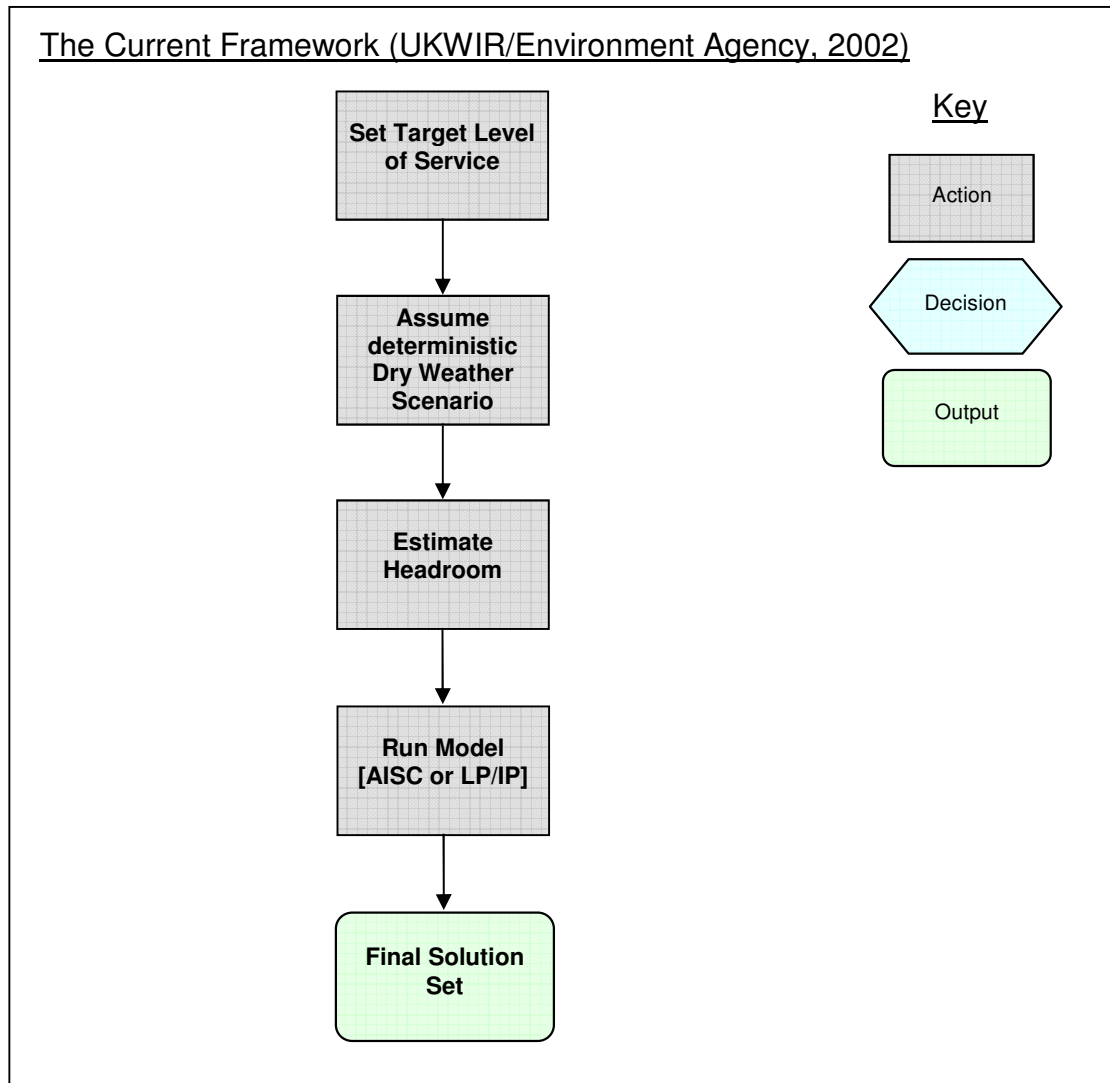 The Current Framework (UKWIR/Environment Agency, 2002)
Set Target Level
of Service
Assume
deterministic
Dry Weather
Scenario
Estimate
Headroom
Run Model
[AISC or LP/IP]
Final Solution
Set
Key
Action
Decision
Output